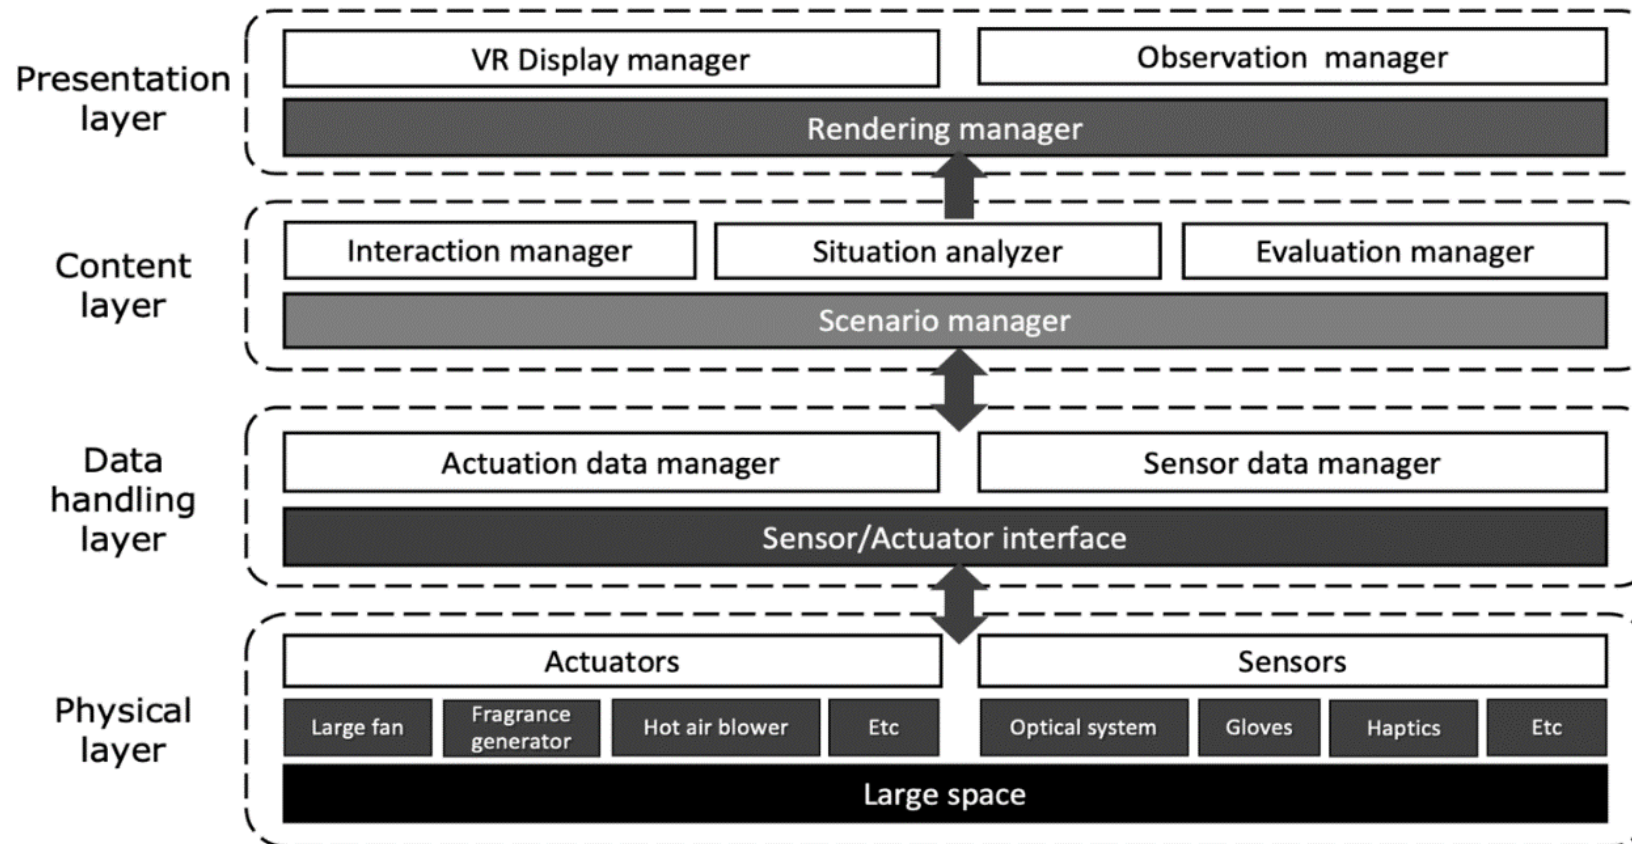 Presentation
layer
VR Display manager
Observation manager
Rendering manager
Content
layer
Interaction manager
Situation analyzer
Evaluation manager
Scenario manager
Data
handling
layer
Actuation data manager
Sensor data manager
Sensor/Actuator interface
Physical
layer
Actuators
Sensors
Large fan
Fragrance
generator
Hot air blower
Etc
Optical system
Gloves
Haptics
Etc
Large space